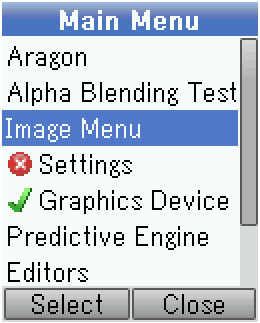 Main Menu
Aragon
Alpha Blending Test
Image Menu
Settings
Graphics Device
Predictive Engine
Editors
Select Close